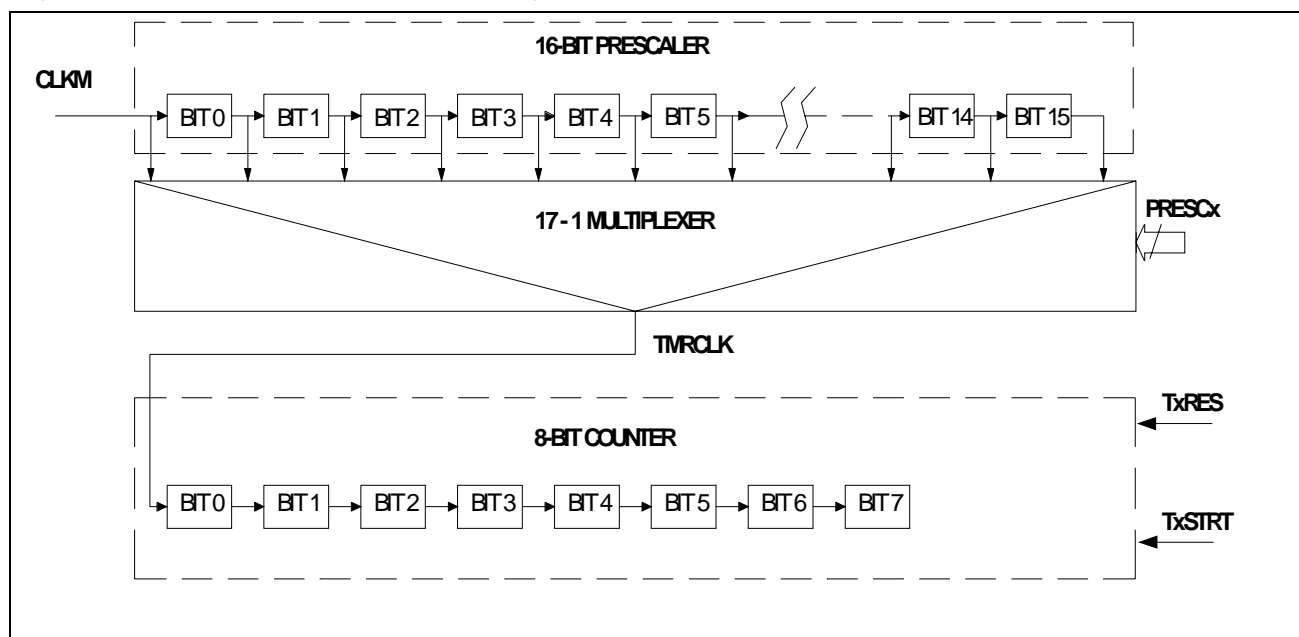 16-BIT PRESCALER
CLKM
BIT0 BIT1 BIT2 BIT3 BIT4 BIT5 BIT14 BIT15
17-1 MULTIPLEXER
PRESCx
TMRCLK
TxRES
8-BIT COUNTER
BIT0 BIT1 BIT2 BIT3 BIT4 BIT5 BIT6 BIT7
TxSTRT